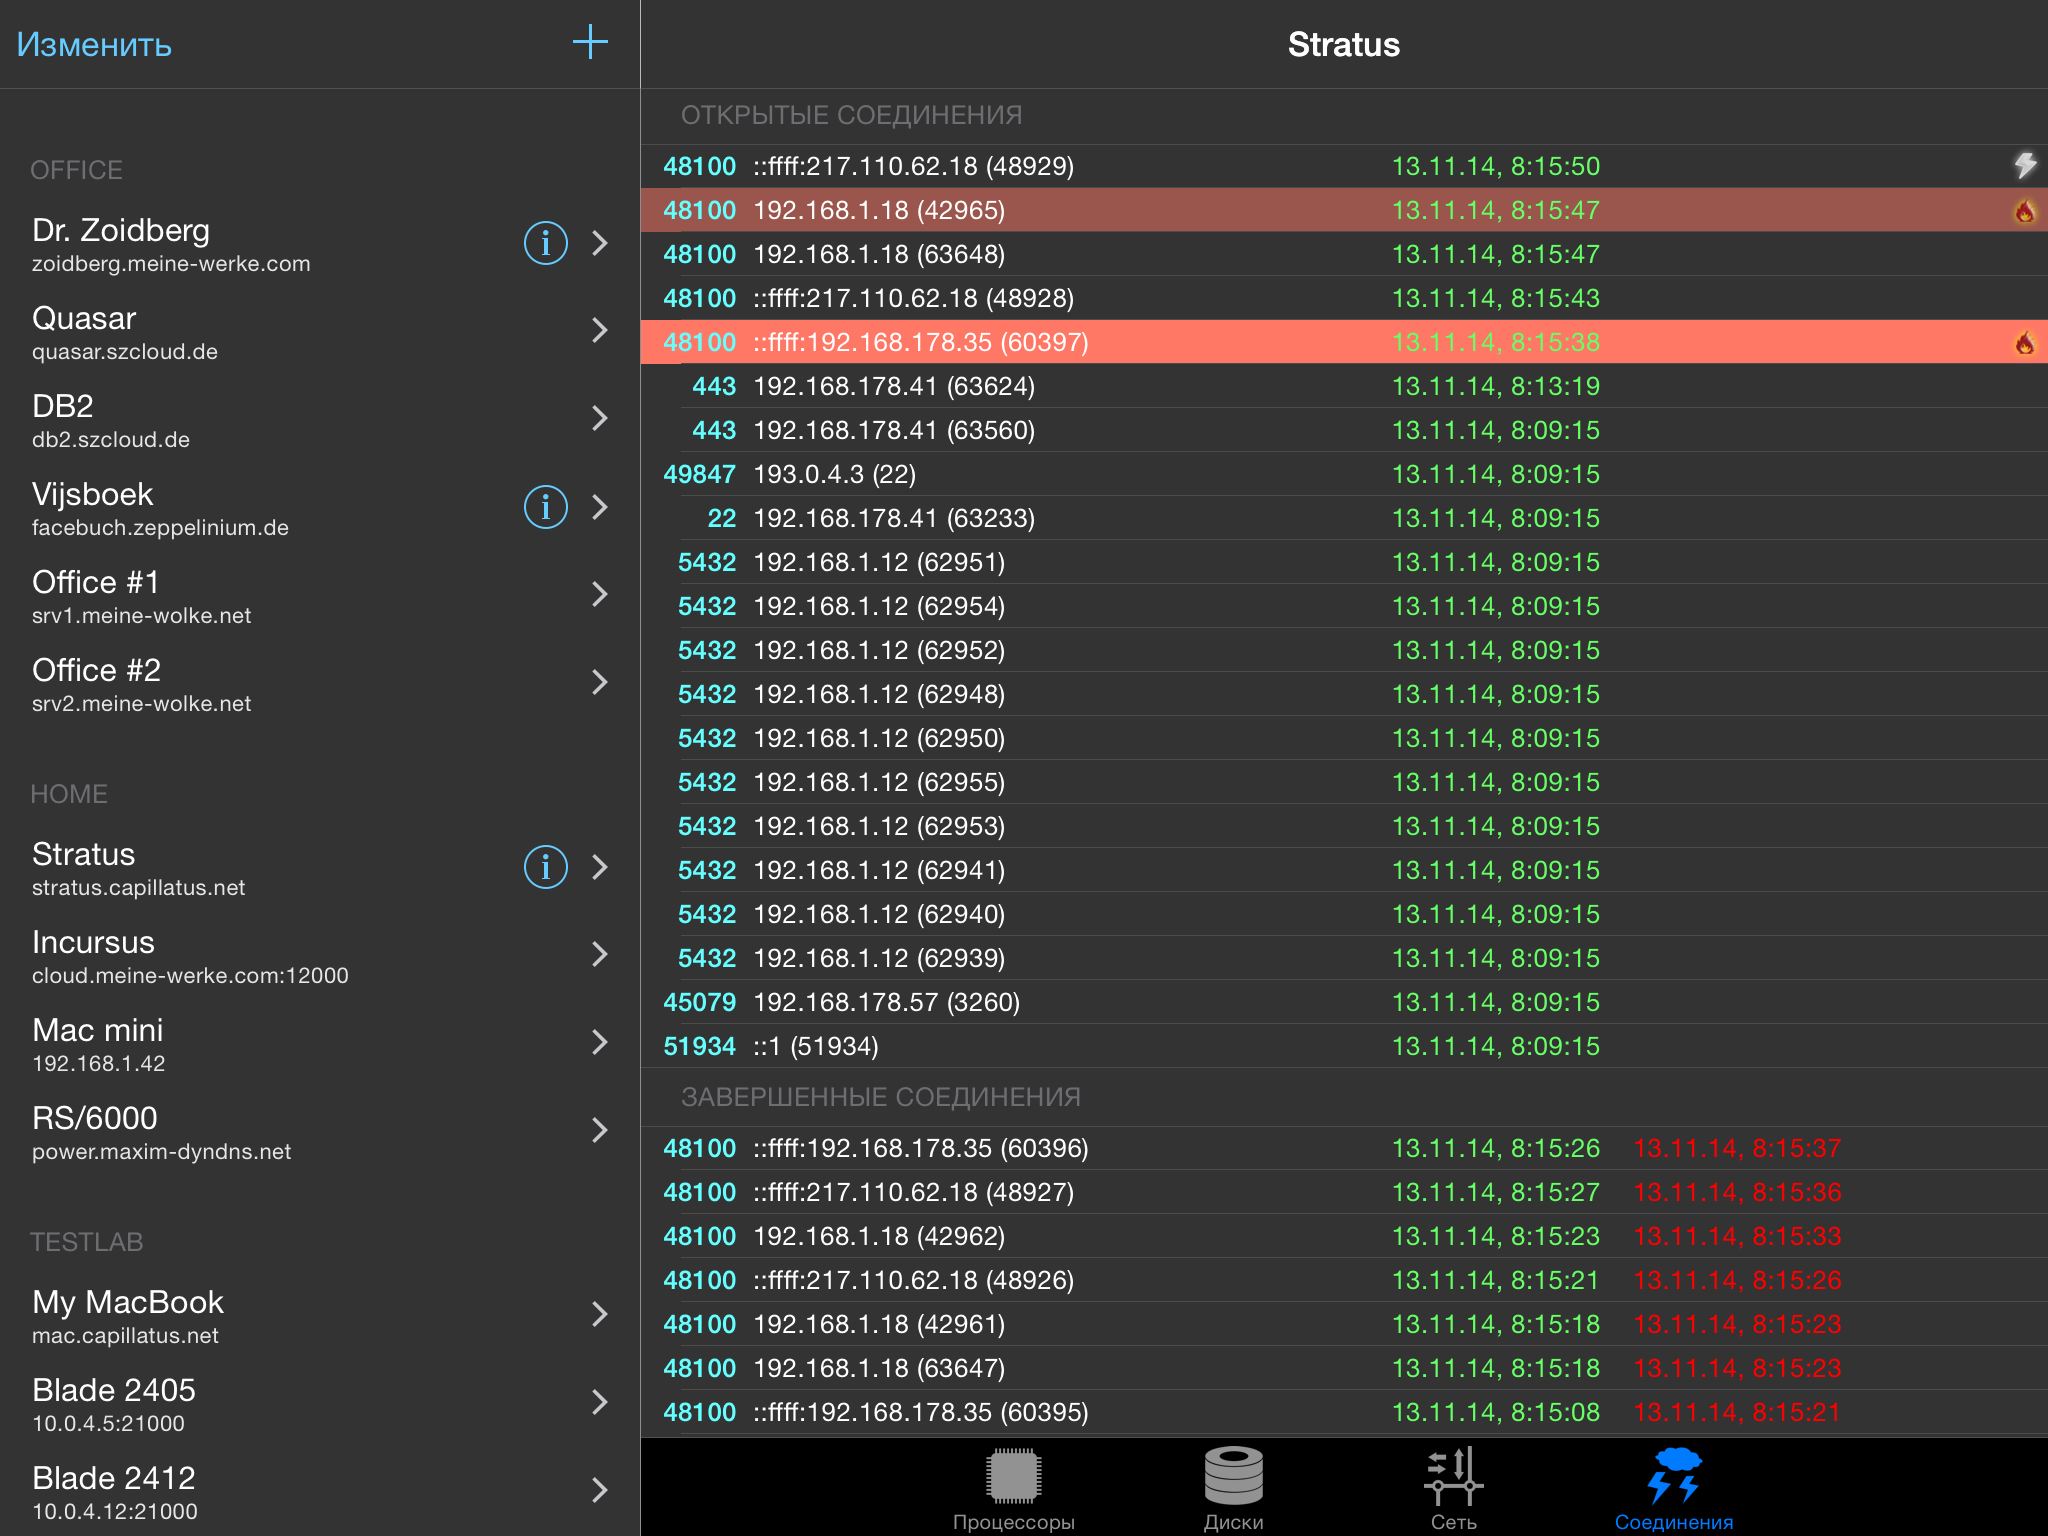 Изменить
OFFICE
Dr. Zoidberg
zoidberg.meine-werke.com
Quasar
quasar.szcloud.de
DB2
db2.szcloud.de
Vijsboek
facebuch.zeppelinium.de
Office #1
srv1.meine-wolke.net
Office #2
srv2.meine-wolke.net
HOME
Stratus
stratus.capillatus.net
Incursus
cloud.meine-werke.com:12000
Mac mini
192.168.1.42
RS/6000
power.maxim-dyndns.net
TESTLAB
My MacBook
mac.capillatus.net
Blade 2405
10.0.4.5:21000
Blade 2412
10.0.4.12:21000
Stratus
ОТКРЫТЫЕ СОЕДИНЕНИЯ
48100 ::ffff:217.110.62.18 (48929) 13.11.14, 8:15:50
48100 192.168.1.18 (42965) 13.11.14, 8:15:47
48100 192.168.1.18 (63648) 13.11.14, 8:15:47
48100 ::ffff:217.110.62.18 (48928) 13.11.14, 8:15:43
48100 ::ffff:192.168.178.35 (60397) 13.11.14, 8:15:38
443 192.168.178.41 (63624) 13.11.14, 8:13:19
443 192.168.178.41 (63560) 13.11.14, 8:09:15
49847 193.0.4.3 (22) 13.11.14, 8:09:15
22 192.168.178.41 (63233) 13.11.14, 8:09:15
5432 192.168.1.12 (62951) 13.11.14, 8:09:15
5432 192.168.1.12 (62954) 13.11.14, 8:09:15
5432 192.168.1.12 (62952) 13.11.14, 8:09:15
5432 192.168.1.12 (62948) 13.11.14, 8:09:15
5432 192.168.1.12 (62950) 13.11.14, 8:09:15
5432 192.168.1.12 (62955) 13.11.14, 8:09:15
5432 192.168.1.12 (62953) 13.11.14, 8:09:15
5432 192.168.1.12 (62941) 13.11.14, 8:09:15
5432 192.168.1.12 (62940) 13.11.14, 8:09:15
5432 192.168.1.12 (62939) 13.11.14, 8:09:15
45079 192.168.178.57 (3260) 13.11.14, 8:09:15
51934 ::1 (51934) 13.11.14, 8:09:15
ЗАВЕРШЕННЫЕ СОЕДИНЕНИЯ
48100 ::ffff:192.168.178.35 (60396) 13.11.14, 8:15:26 13.11.14, 8:15:37
48100 ::ffff:217.110.62.18 (48927) 13.11.14, 8:15:27 13.11.14, 8:15:36
48100 192.168.1.18 (42962) 13.11.14, 8:15:23 13.11.14, 8:15:33
48100 ::ffff:217.110.62.18 (48926) 13.11.14, 8:15:21 13.11.14, 8:15:26
48100 192.168.1.18 (42961) 13.11.14, 8:15:18 13.11.14, 8:15:23
48100 192.168.1.18 (63647) 13.11.14, 8:15:18 13.11.14, 8:15:23
48100 ::ffff:192.168.178.35 (60395) 13.11.14, 8:15:08 13.11.14, 8:15:21
Процессоры Диски Сеть Соединения